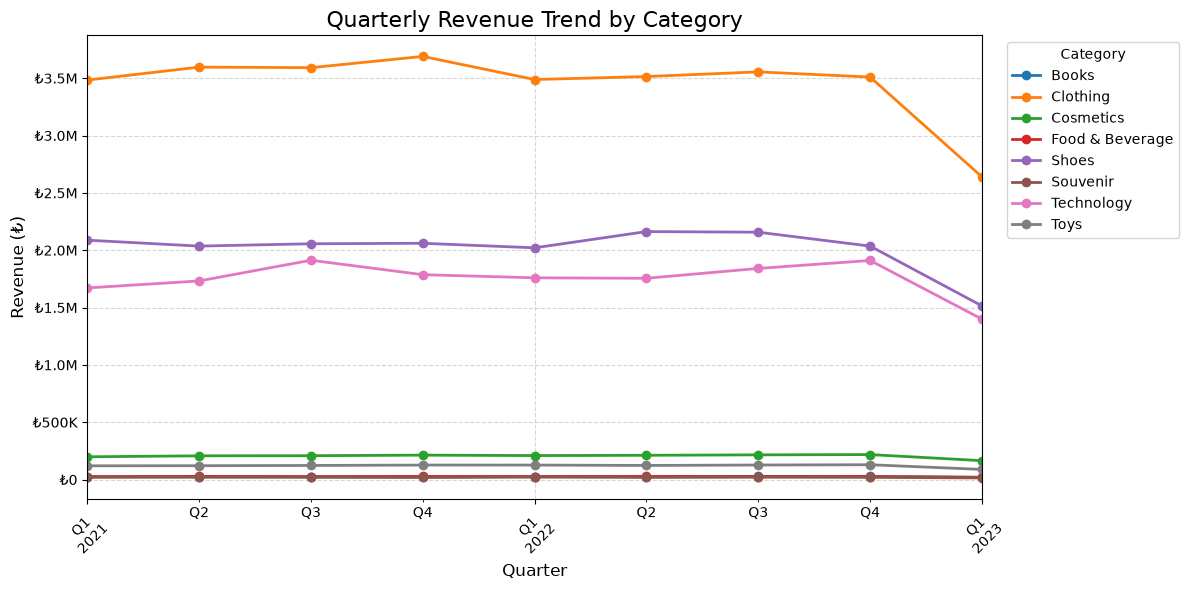 Quarterly Revenue Trend by Category
Revenue (₺)
₺3.5M
₺3.0M
₺2.5M
₺2.0M
₺1.5M
₺1.0M
₺500K
₺0
Q1
2021
Q2
Q3
Q4
Q1
2022
Q2
Q3
Q4
Q1
2023
Quarter
Category
Books
Clothing
Cosmetics
Food & Beverage
Shoes
Souvenir
Technology
Toys